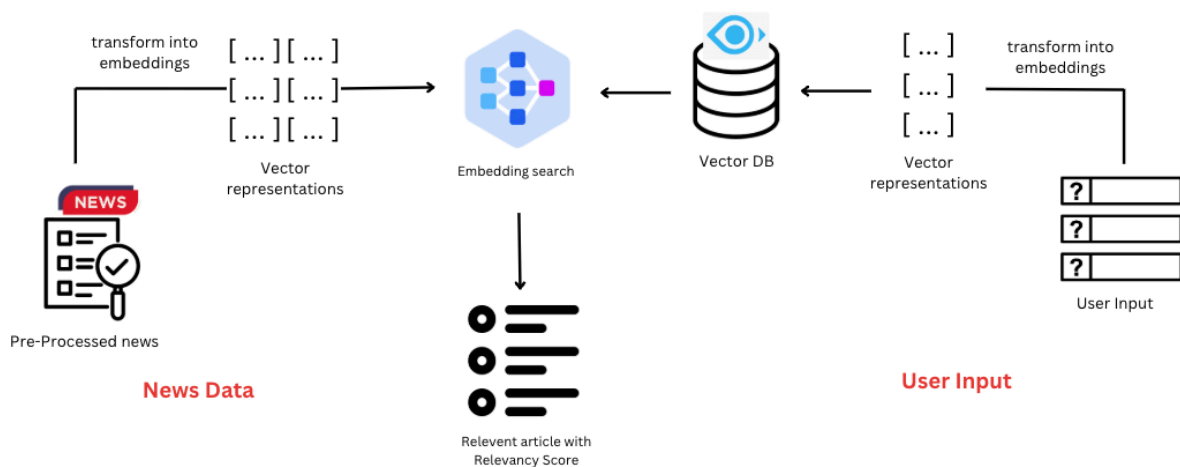 transform into
embeddings
[ ... ] [ ... ]
[ ... ] [ ... ]
[ ... ] [ ... ]
Vector
representations
NEWS
Pre-Processed news
News Data
Embedding search
Relevent article with
Relevancy Score
Vector DB
[ ... ]
[ ... ]
[ ... ]
Vector
representations
transform into
embeddings
?
?
?
User Input
User Input